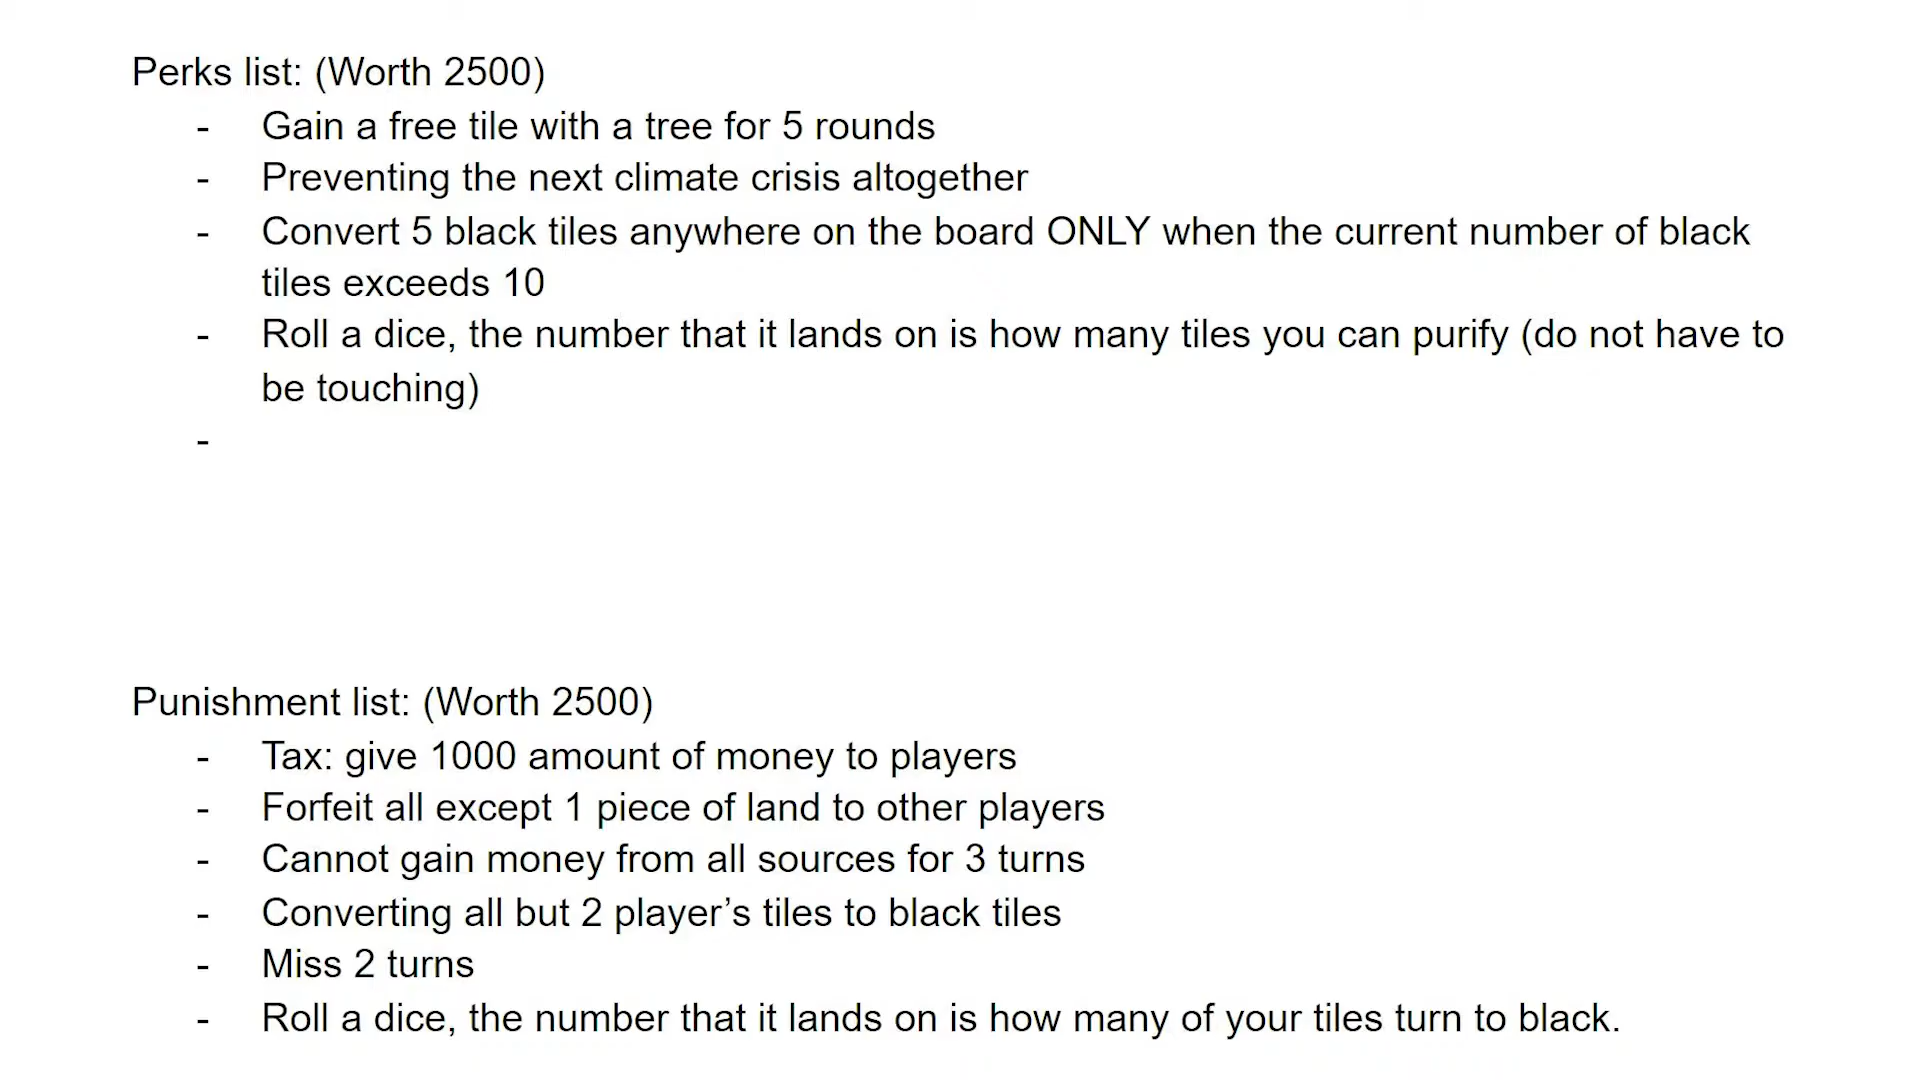 Perks list: (Worth 2500)
- Gain a free tile with a tree for 5 rounds
- Preventing the next climate crisis altogether
- Convert 5 black tiles anywhere on the board ONLY when the current number of black
tiles exceeds 10
- Roll a dice, the number that it lands on is how many tiles you can purify (do not have to
be touching)
-
Punishment list: (Worth 2500)
- Tax: give 1000 amount of money to players
- Forfeit all except 1 piece of land to other players
- Cannot gain money from all sources for 3 turns
- Converting all but 2 player’s tiles to black tiles
- Miss 2 turns
- Roll a dice, the number that it lands on is how many of your tiles turn to black.